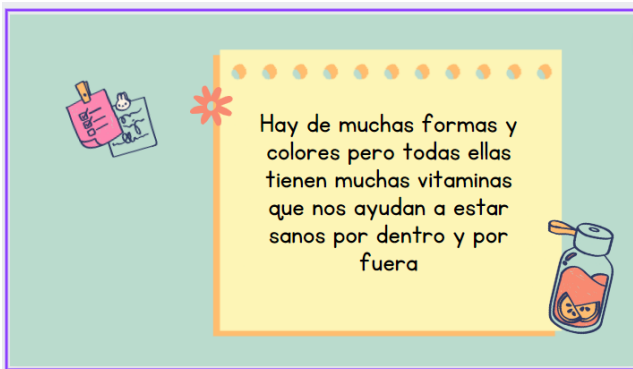 Hay de muchas formas y
colores pero todas ellas
tienen muchas vitaminas
que nos ayudan a estar
sanos por dentro y por
fuera